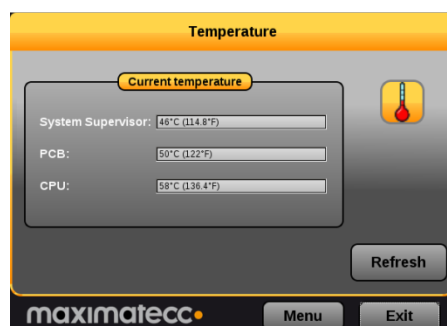 Temperature
Current temperature
System Supervisor: 46°C (114.8°F)
PCB: 50°C (122°F)
CPU: 58°C (136.4°F)
Refresh
maximatecc
Menu
Exit